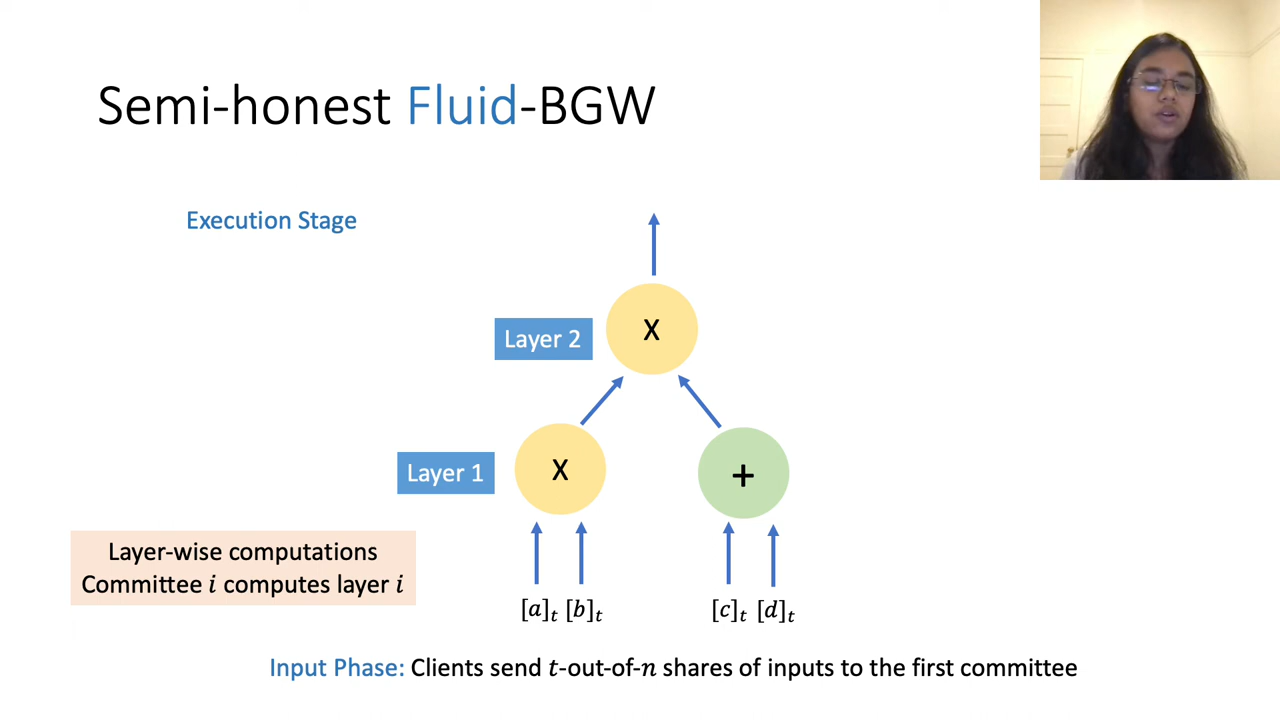 Semi-honest Fluid-BGW
Execution Stage
Layer 2
X
Layer 1
X
+
Layer-wise computations
Committee i computes layer i
[a]ₜ [b]ₜ
[c]ₜ [d]ₜ
Input Phase: Clients send t-out-of-n shares of inputs to the first committee